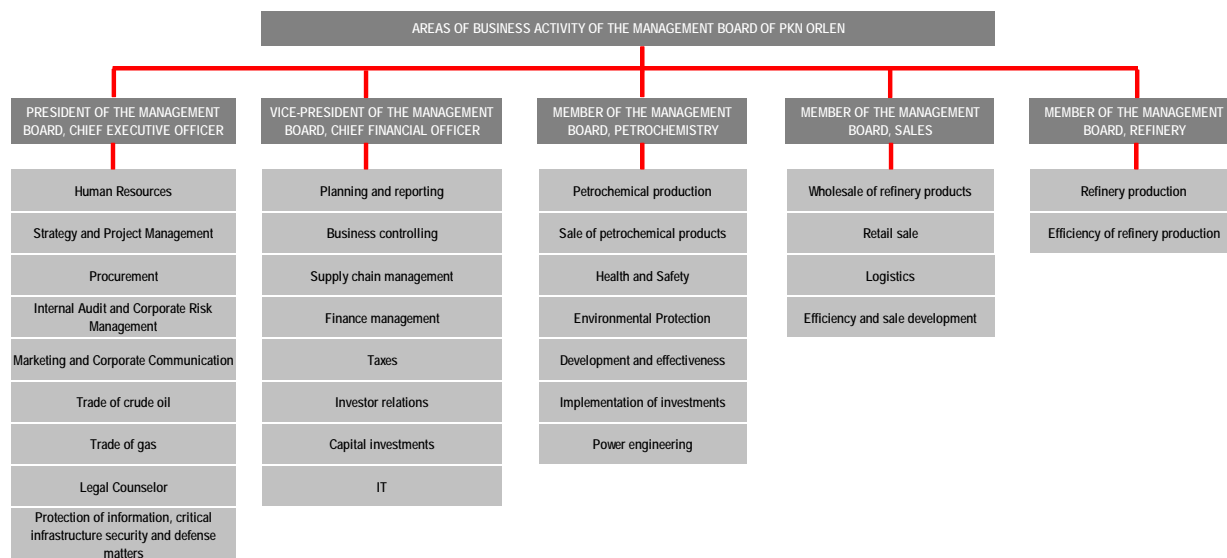 AREAS OF BUSINESS ACTIVITY OF THE MANAGEMENT BOARD OF PKN ORLEN
PRESIDENT OF THE MANAGEMENT
BOARD, CHIEF EXECUTIVE OFFICER
Human Resources
Strategy and Project Management
Procurement
Internal Audit and Corporate Risk
Management
Marketing and Corporate Communication
Trade of crude oil
Trade of gas
Legal Counselor
Protection of information, critical
infrastructure security and defense
matters
VICE-PRESIDENT OF THE MANAGEMENT
BOARD, CHIEF FINANCIAL OFFICER
Planning and reporting
Business controlling
Supply chain management
Finance management
Taxes
Investor relations
Capital investments
IT
MEMBER OF THE MANAGEMENT
BOARD, PETROCHEMISTRY
Petrochemical production
Sale of petrochemical products
Health and Safety
Environmental Protection
Development and effectiveness
Implementation of investments
Power engineering
MEMBER OF THE MANAGEMENT
BOARD, SALES
Wholesale of refinery products
Retail sale
Logistics
Efficiency and sale development
MEMBER OF THE MANAGEMENT
BOARD, REFINERY
Refinery production
Efficiency of refinery production